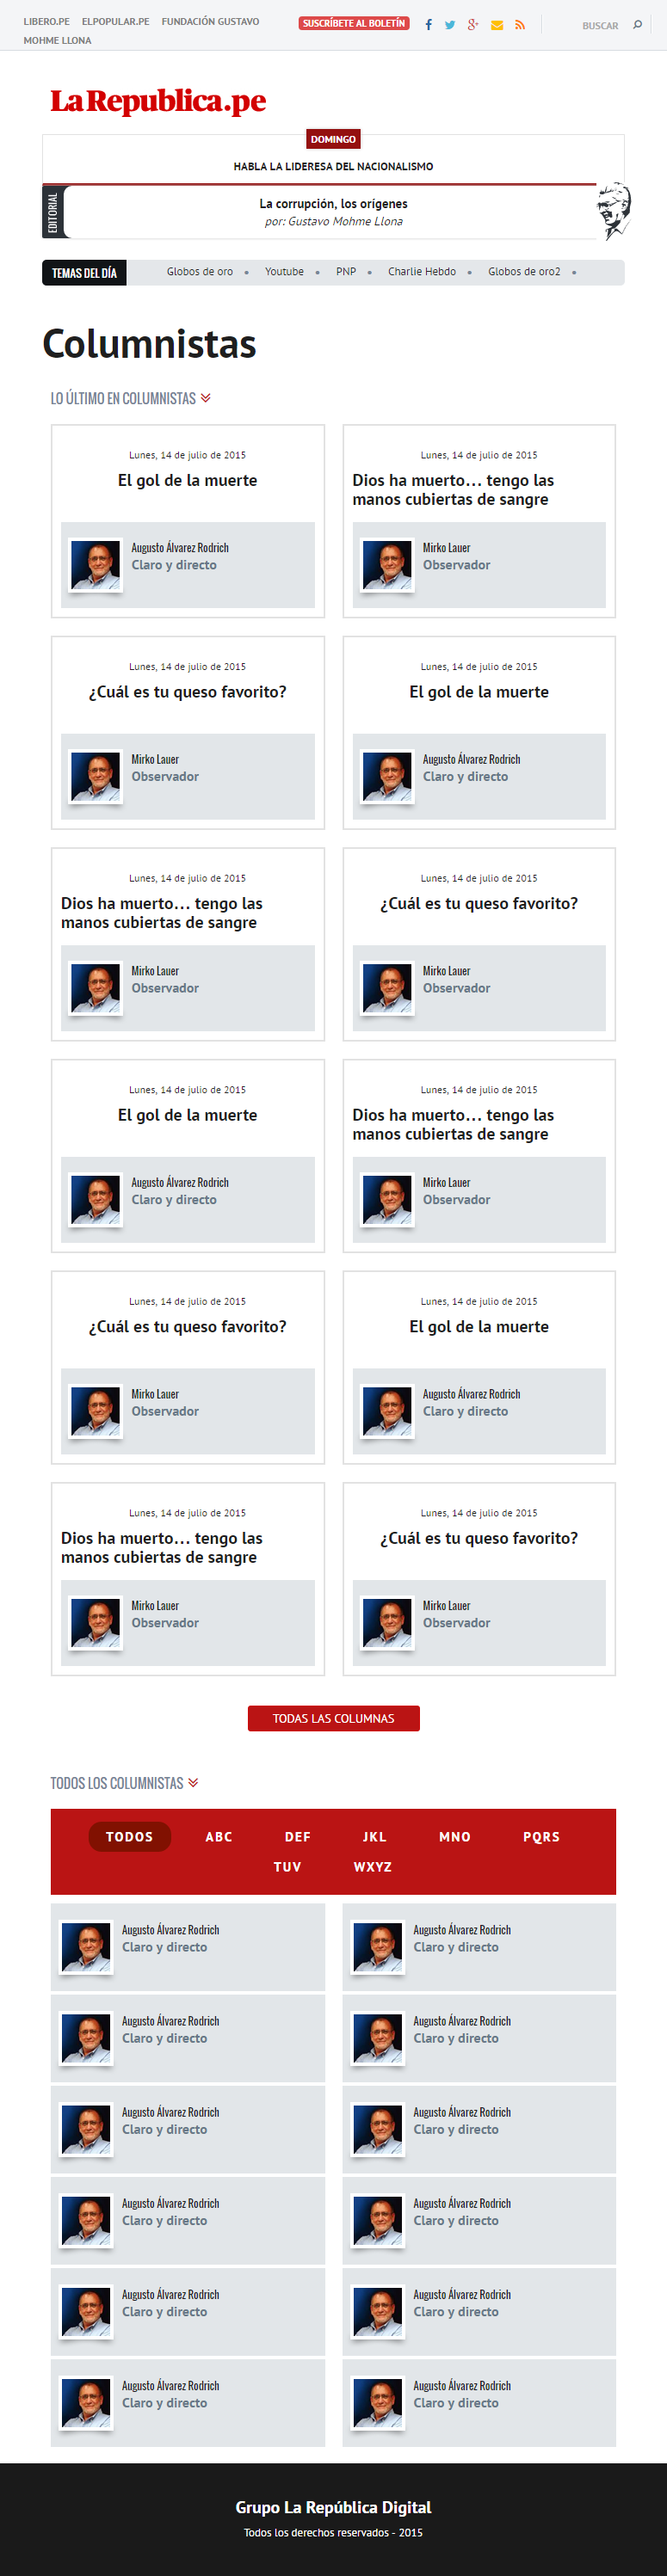 LIBERO.PE ELPOPULAR.PE FUNDACIÓN GUSTAVO
MOHME LLONA
SUSCRÍBETE AL BOLETÍN
BUSCAR
LaRepublica.pe
DOMINGO
HABLA LA LIDERESA DEL NACIONALISMO
EDITORIAL
La corrupción, los orígenes
por: Gustavo Mohme Llona
TEMAS DEL DÍA Globos de oro • Youtube • PNP • Charlie Hebdo • Globos de oro2 •
Columnistas
LO ÚLTIMO EN COLUMNISTAS
Lunes, 14 de julio de 2015
El gol de la muerte
Augusto Álvarez Rodrich
Claro y directo
Lunes, 14 de julio de 2015
Dios ha muerto... tengo las
manos cubiertas de sangre
Mirko Lauer
Observador
Lunes, 14 de julio de 2015
¿Cuál es tu queso favorito?
Mirko Lauer
Observador
Lunes, 14 de julio de 2015
El gol de la muerte
Augusto Álvarez Rodrich
Claro y directo
Lunes, 14 de julio de 2015
Dios ha muerto... tengo las
manos cubiertas de sangre
Mirko Lauer
Observador
Lunes, 14 de julio de 2015
¿Cuál es tu queso favorito?
Mirko Lauer
Observador
Lunes, 14 de julio de 2015
El gol de la muerte
Augusto Álvarez Rodrich
Claro y directo
Lunes, 14 de julio de 2015
Dios ha muerto... tengo las
manos cubiertas de sangre
Mirko Lauer
Observador
Lunes, 14 de julio de 2015
¿Cuál es tu queso favorito?
Mirko Lauer
Observador
Lunes, 14 de julio de 2015
El gol de la muerte
Augusto Álvarez Rodrich
Claro y directo
Lunes, 14 de julio de 2015
Dios ha muerto... tengo las
manos cubiertas de sangre
Mirko Lauer
Observador
Lunes, 14 de julio de 2015
¿Cuál es tu queso favorito?
Mirko Lauer
Observador
TODAS LAS COLUMNAS
TODOS LOS COLUMNISTAS
TODOS ABC DEF JKL MNO PQRS
TUV WXYZ
Augusto Álvarez Rodrich
Claro y directo
Augusto Álvarez Rodrich
Claro y directo
Augusto Álvarez Rodrich
Claro y directo
Augusto Álvarez Rodrich
Claro y directo
Augusto Álvarez Rodrich
Claro y directo
Augusto Álvarez Rodrich
Claro y directo
Augusto Álvarez Rodrich
Claro y directo
Augusto Álvarez Rodrich
Claro y directo
Augusto Álvarez Rodrich
Claro y directo
Augusto Álvarez Rodrich
Claro y directo
Augusto Álvarez Rodrich
Claro y directo
Augusto Álvarez Rodrich
Claro y directo
Grupo La República Digital
Todos los derechos reservados - 2015